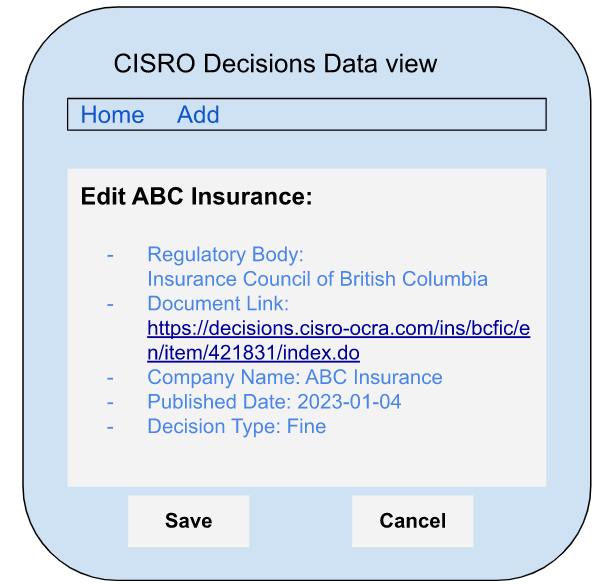 CISRO Decisions Data view
Home Add
Edit ABC Insurance:
- Regulatory Body:
Insurance Council of British Columbia
- Document Link:
https://decisions.cisro-ocra.com/ins/bcfic/e
n/item/421831/index.do
- Company Name: ABC Insurance
- Published Date: 2023-01-04
- Decision Type: Fine
Save Cancel